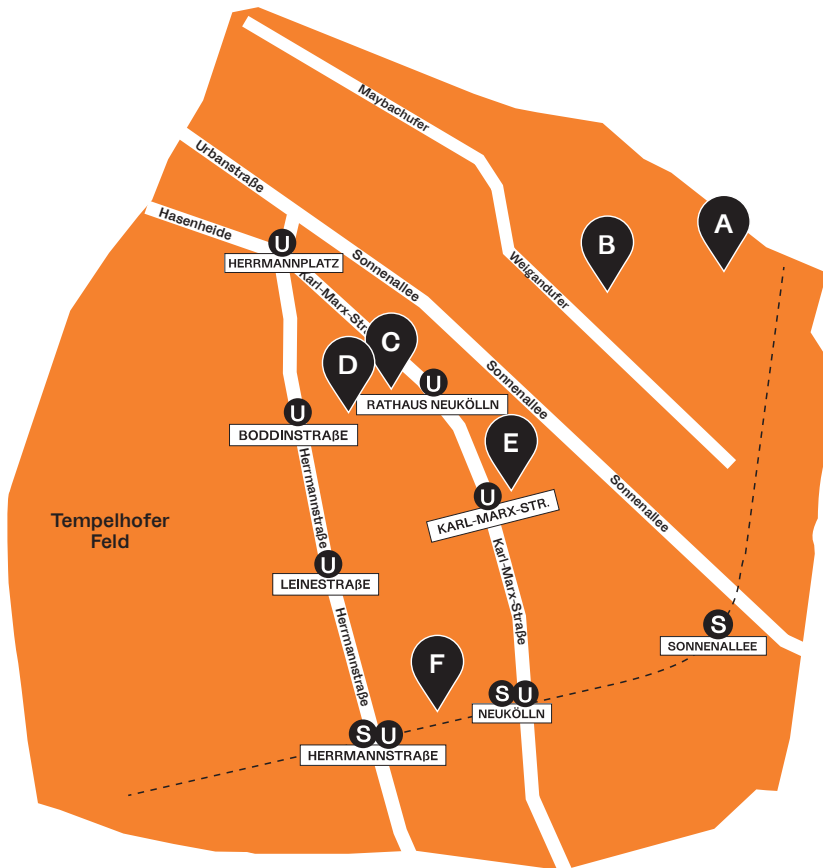 Maybachufer
Urbanstraße
Hasenheide
A
B
U
HERRMANNPLATZ
Sonnenallee
Weigandufer
Karl-Marx-Stra
C
D
U
RATHAUS NEUKÖLLN
Sonnenallee
U
BODDINSTRAßE
E
Herrmannstraße
U
KARL-MARX-STR.
Sonnenallee
Tempelhofer
Feld
U
LEINESTRAßE
Karl-Marx-Straße
Herrmannstraße
S
SONNENALLEE
F
S U
NEUKÖLLN
S U
HERRMANNSTRAßE